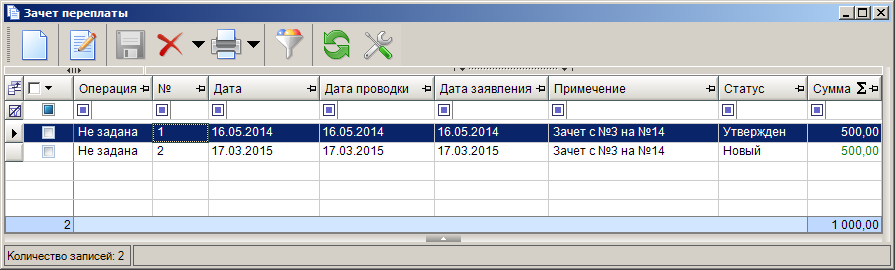 Зачет переплаты
Операция № Дата Дата проводки Дата заявления Примечение Статус Сумма Σ
Не задана 1 16.05.2014 16.05.2014 16.05.2014 Зачет с №3 на №14 Утвержден 500,00
Не задана 2 17.03.2015 17.03.2015 17.03.2015 Зачет с №3 на №14 Новый 500,00
2 1 000,00
Количество записей: 2